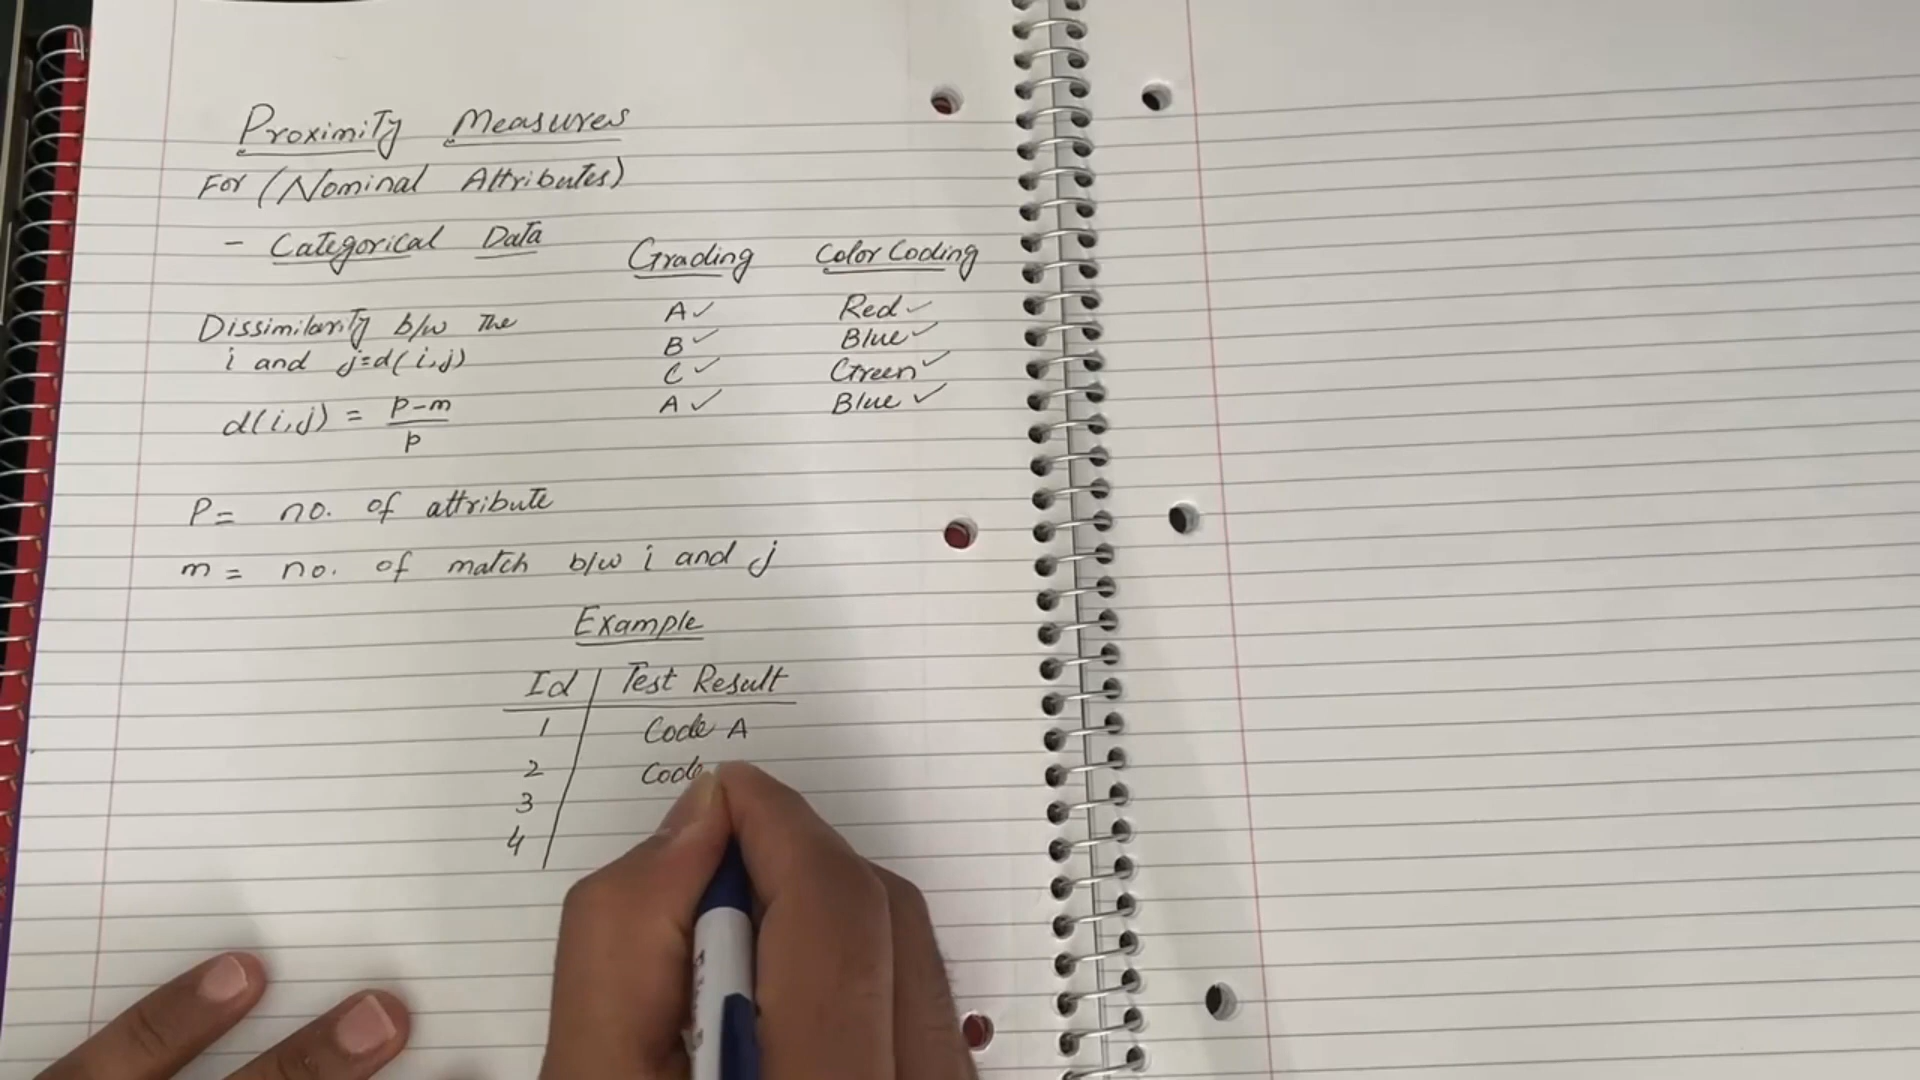 Proximity Measures
For (Nominal Attributes)
- Categorical Data
Grading
A ✓
B ✓
C ✓
A ✓
Color Coding
Red ✓
Blue ✓
Green ✓
Blue ✓
Dissimilarity b/w The
i and j = d(i,j)
d(i,j) = p-m / p
P = no. of attribute
m = no. of match b/w i and j
Example
Id | Test Result
1 Code A
2 Code
3
4